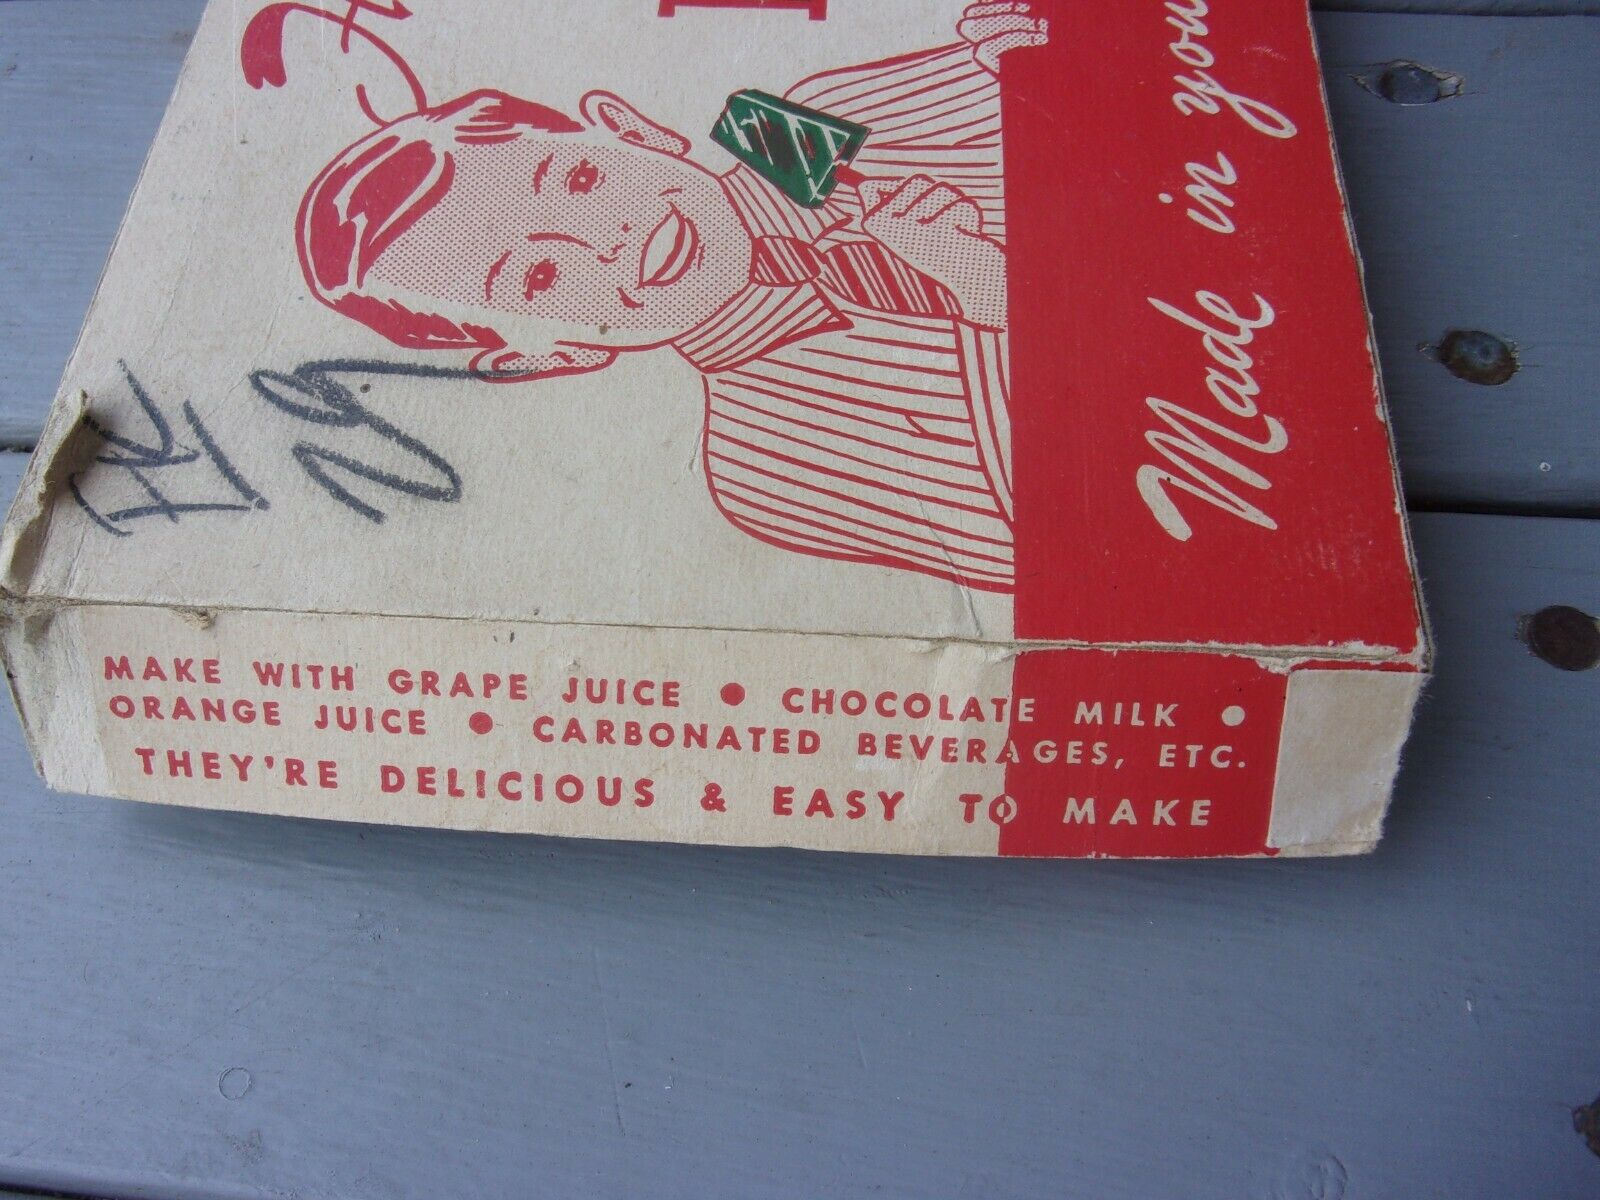 Made in you
MAKE WITH GRAPE JUICE • CHOCOLATE MILK •
ORANGE JUICE • CARBONATED BEVERAGES, ETC.
THEY'RE DELICIOUS & EASY TO MAKE